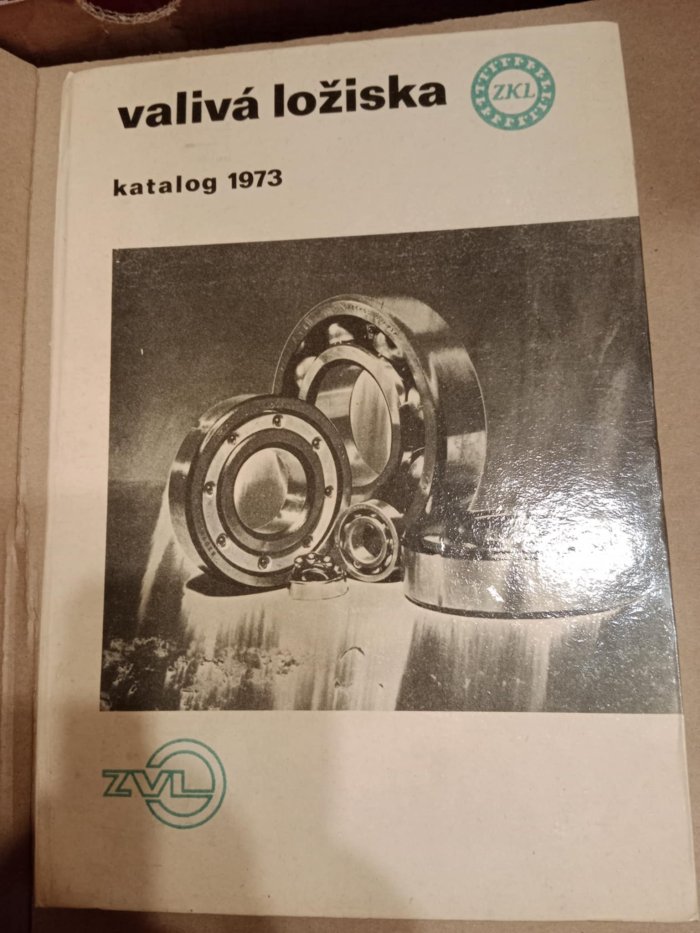 valivá ložiska
ZKL
katalog 1973
ZVL